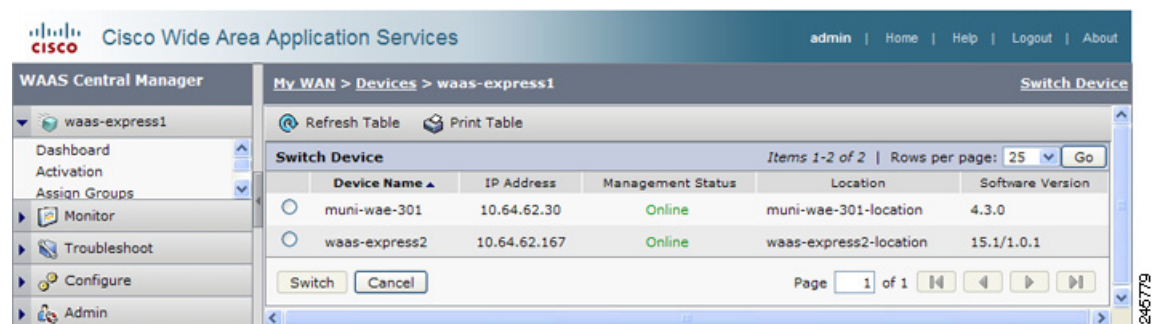 CISCO Cisco Wide Area Application Services admin | Home | Help | Logout | About
WAAS Central Manager
My WAN > Devices > waas-express1 Switch Device
waas-express1
Dashboard
Activation
Assign Groups
Monitor
Troubleshoot
Configure
Admin
Refresh Table Print Table
Switch Device Items 1-2 of 2 | Rows per page: 25 Go
Device Name IP Address Management Status Location Software Version
muni-wae-301 10.64.62.30 Online muni-wae-301-location 4.3.0
waas-express2 10.64.62.167 Online waas-express2-location 15.1/1.0.1
Switch Cancel Page 1 of 1
245779